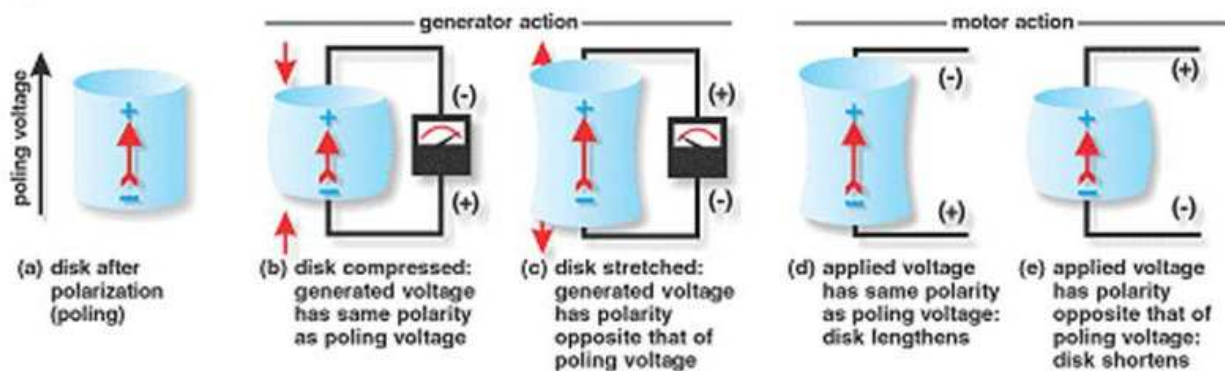 generator action
motor action
poling voltage
+
−
(a) disk after
polarization
(poling)
(-)
+
−
(+)
(b) disk compressed:
generated voltage
has same polarity
as poling voltage
(+)
+
−
(-)
(c) disk stretched:
generated voltage
has polarity
opposite that of
poling voltage
(-)
+
−
(+)
(d) applied voltage
has same polarity
as poling voltage:
disk lengthens
(+)
+
−
(-)
(e) applied voltage
has polarity
opposite that of
poling voltage:
disk shortens